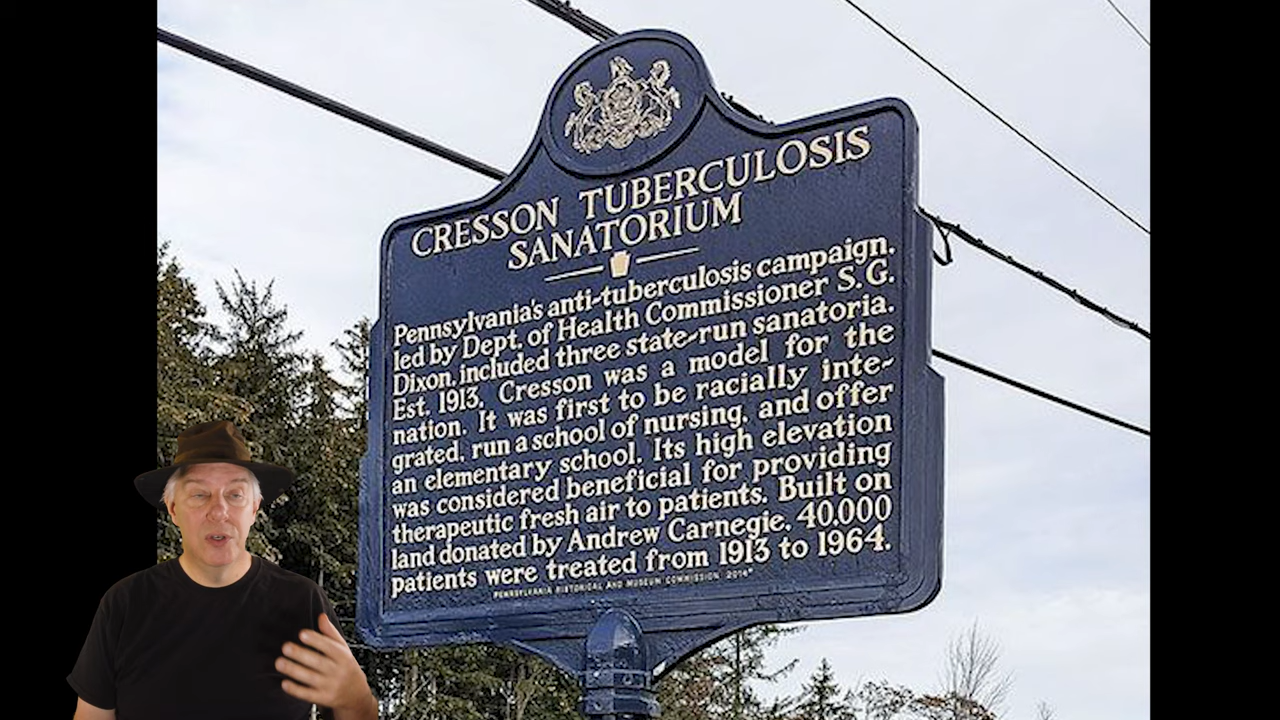 CRESSON TUBERCULOSIS
SANATORIUM
Pennsylvania's anti-tuberculosis campaign,
led by Dept. of Health Commissioner S.G.
Dixon, included three state-run sanatoria.
Est. 1913, Cresson was a model for the
nation. It was first to be racially inte-
grated, run a school of nursing, and offer
an elementary school. Its high elevation
was considered beneficial for providing
therapeutic fresh air to patients. Built on
land donated by Andrew Carnegie, 40,000
patients were treated from 1913 to 1964.
PENNSYLVANIA HISTORICAL AND MUSEUM COMMISSION 2014